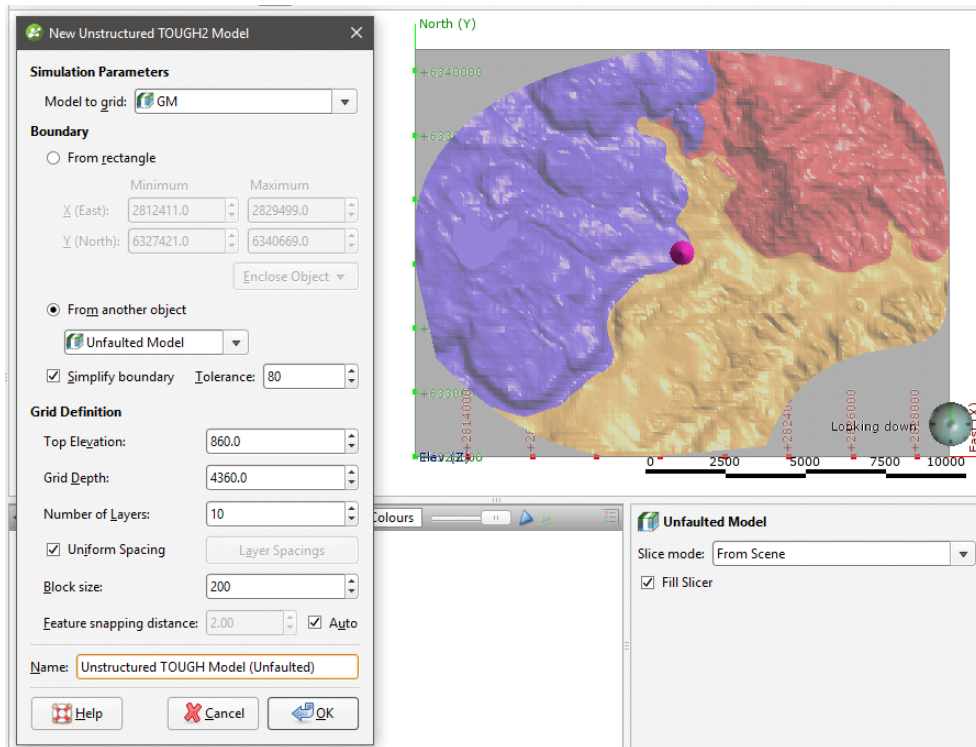 New Unstructured TOUGH2 Model
Simulation Parameters
Model to grid: GM
Boundary
From rectangle
Minimum Maximum
X (East): 2812411.0 2829499.0
Y (North): 6327421.0 6340669.0
Enclose Object
From another object
Unfaulted Model
Simplify boundary Tolerance: 80
Grid Definition
Top Elevation: 860.0
Grid Depth: 4360.0
Number of Layers: 10
Uniform Spacing Layer Spacings
Block size: 200
Feature snapping distance: 2.00 Auto
Name: Unstructured TOUGH Model (Unfaulted)
Help Cancel OK
North (Y)
+6340000
+2814000
Looking down
East (X)
Elev (Z)
0 2500 5000 7500 10000
Colours
Unfaulted Model
Slice mode: From Scene
Fill Slicer